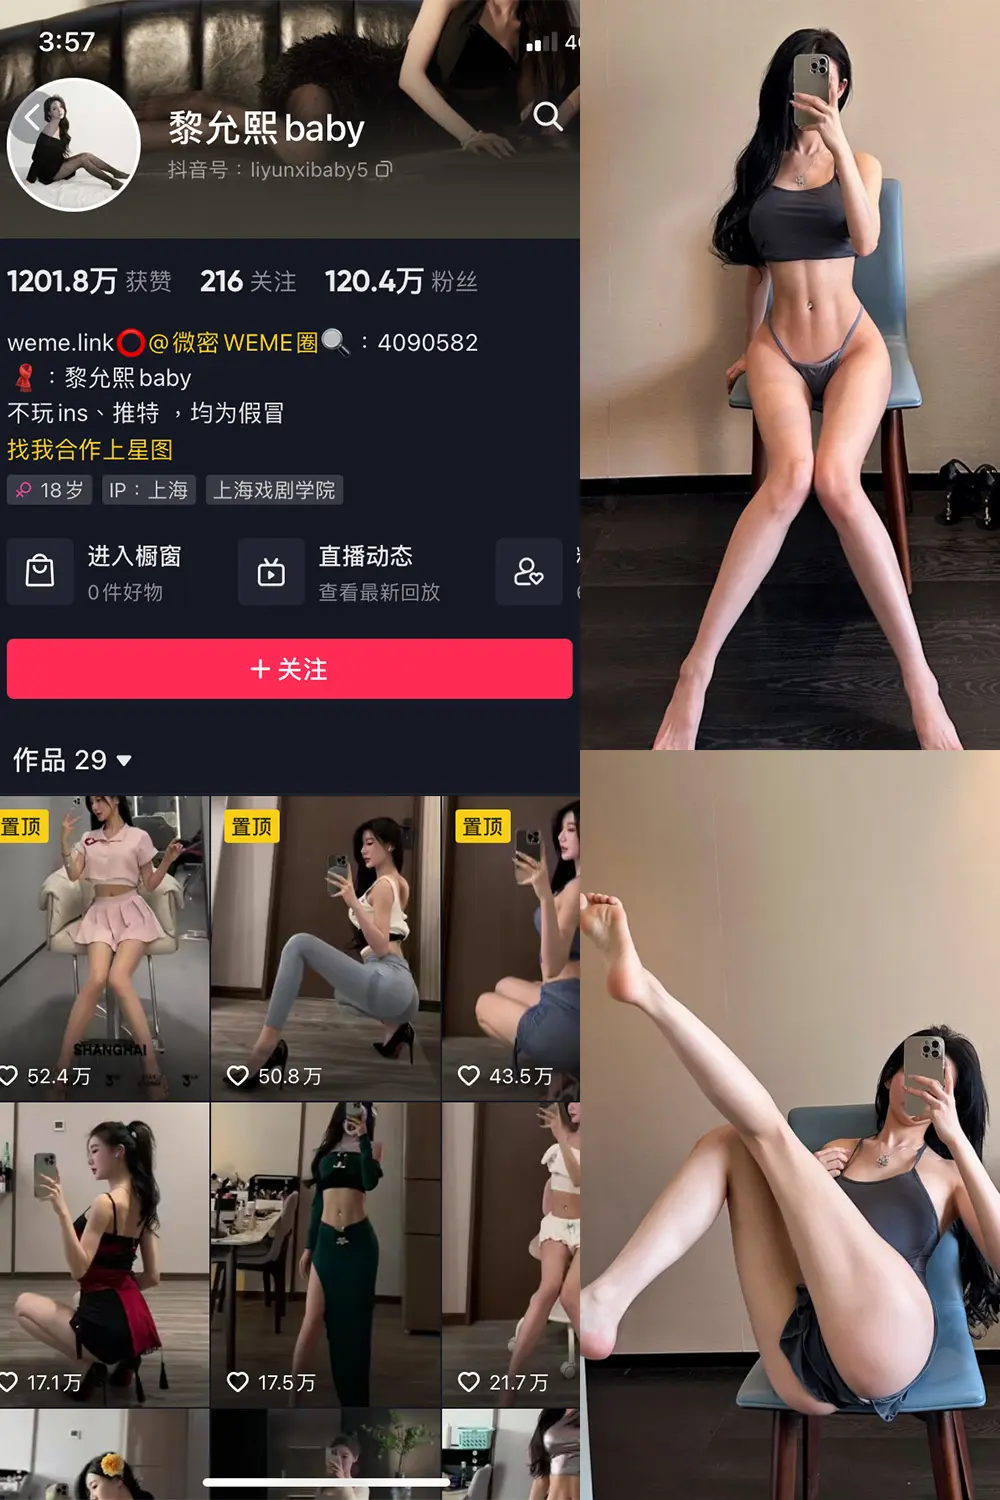 3:57
4
黎允熙baby
抖音号：liyunxibaby5
1201.8万 获赞 216 关注 120.4万 粉丝
weme.link⭕@微密WEME圈🔍：4090582
：黎允熙baby
不玩ins、推特，均为假冒
找我合作上星图
18岁 IP：上海 上海戏剧学院
进入橱窗 直播动态
0件好物 查看最新回放
+ 关注
作品 29
置顶 置顶 置顶
SHANGHAI
52.4万 50.8万 43.5万
17.1万 17.5万 21.7万